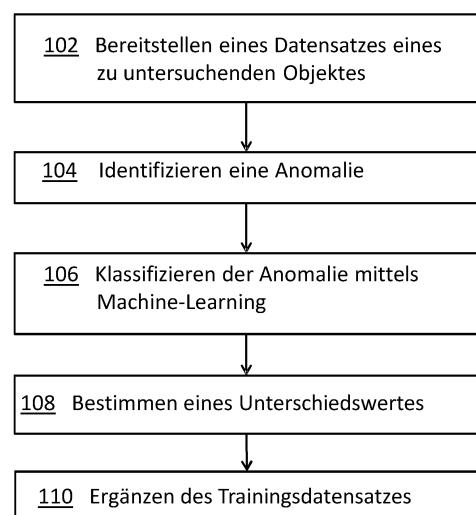 102 Bereitstellen eines Datensatzes eines
zu untersuchenden Objektes
104 Identifizieren eine Anomalie
106 Klassifizieren der Anomalie mittels
Machine-Learning
108 Bestimmen eines Unterschiedswertes
110 Ergänzen des Trainingsdatensatzes